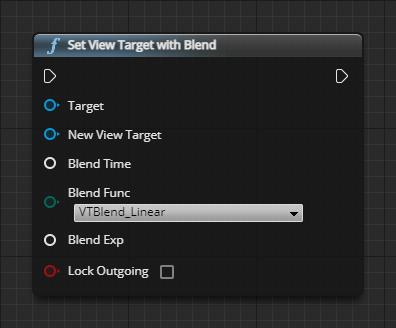 Set View Target with Blend
Target
New View Target
Blend Time
Blend Func
VTBlend_Linear
Blend Exp
Lock Outgoing